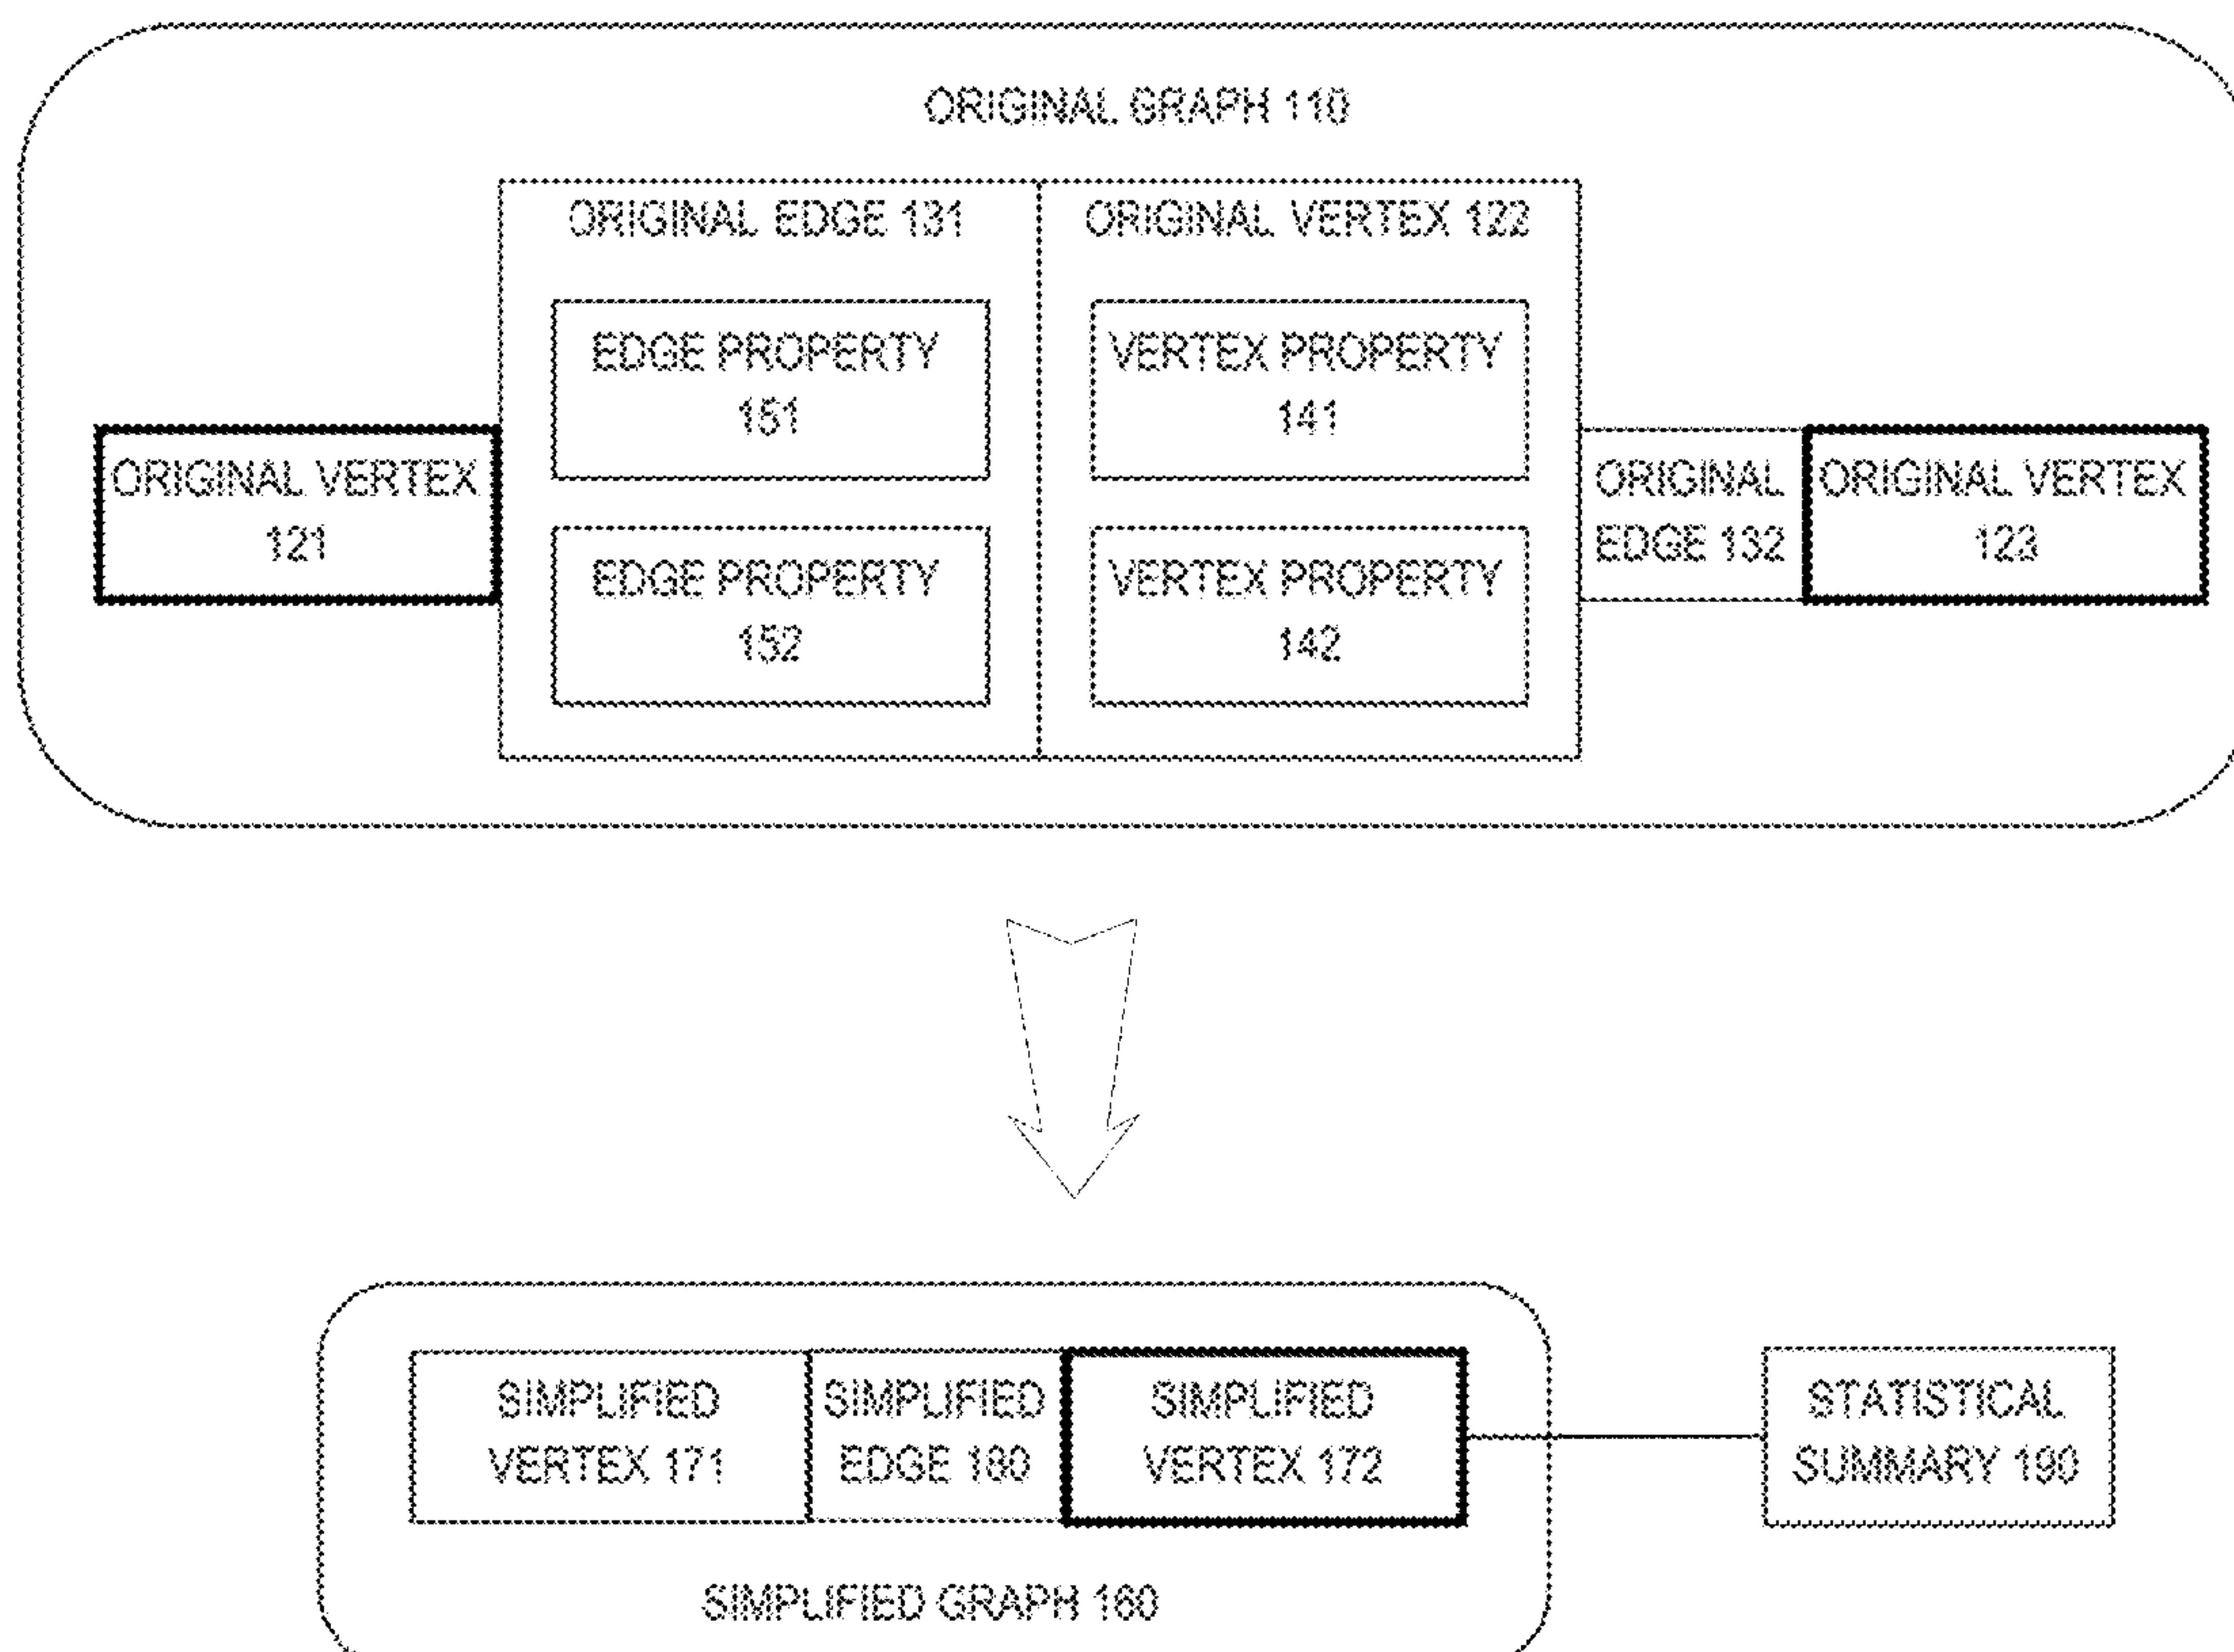 ORIGINAL GRAPH 110
ORIGINAL EDGE 131
ORIGINAL VERTEX 122
EDGE PROPERTY
151
VERTEX PROPERTY
141
ORIGINAL VERTEX
121
ORIGINAL
EDGE 132
ORIGINAL VERTEX
123
EDGE PROPERTY
152
VERTEX PROPERTY
142
SIMPLIFIED
VERTEX 171
SIMPLIFIED
EDGE 180
SIMPLIFIED
VERTEX 172
STATISTICAL
SUMMARY 190
SIMPLIFIED GRAPH 160